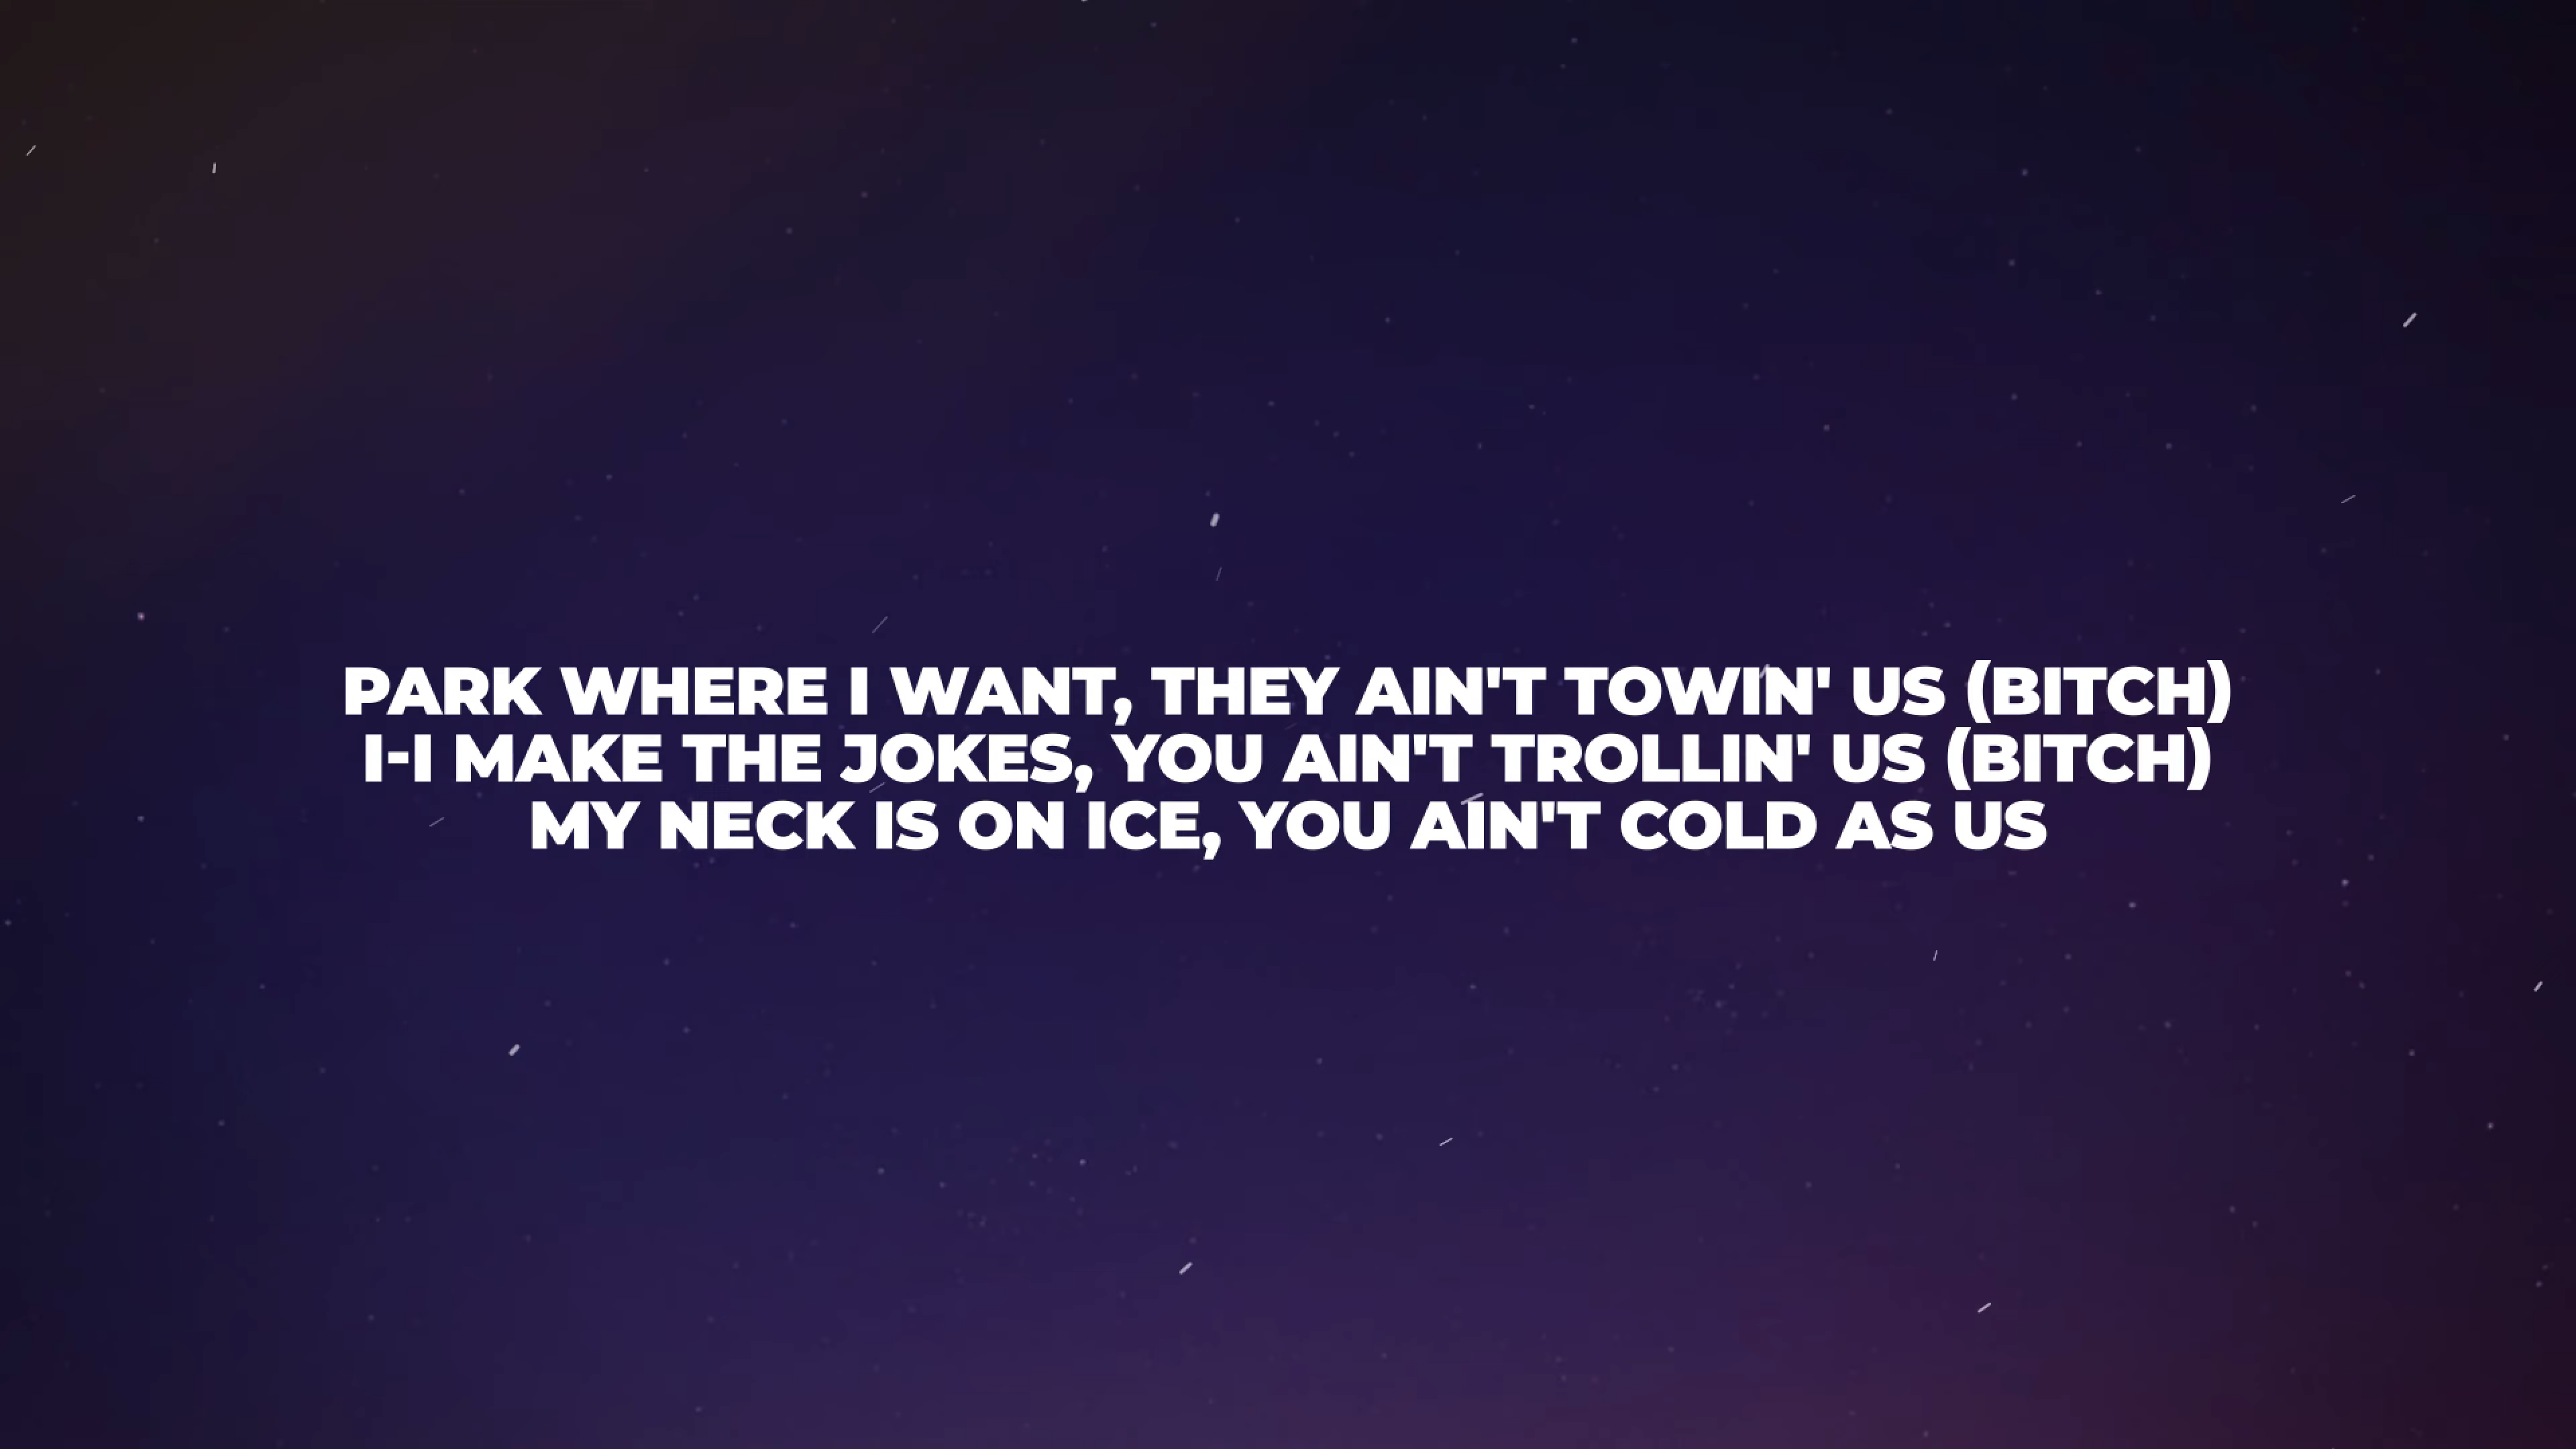 PARK WHERE I WANT, THEY AIN'T TOWIN' US (BITCH)
I-I MAKE THE JOKES, YOU AIN'T TROLLIN' US (BITCH)
MY NECK IS ON ICE, YOU AIN'T COLD AS US